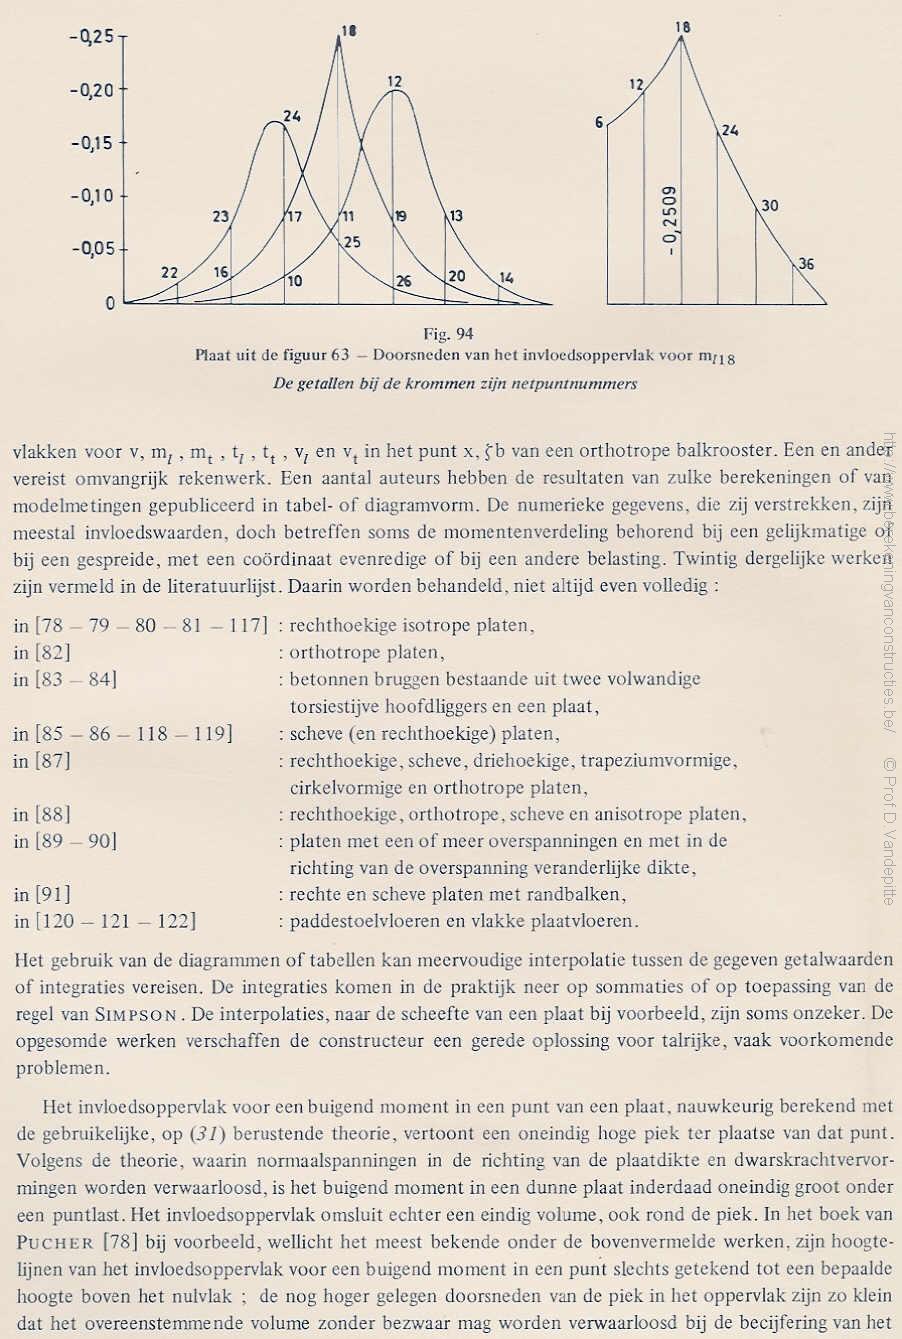 -0,25
-0,20
-0,15
-0,10
-0,05
0
18
12
24
23
17
11
19
13
22
16
10
25
26
20
14
18
12
6
24
30
36
-0,2509
Fig. 94
Plaat uit de figuur 63 — Doorsneden van het invloedsoppervlak voor m_l18
De getallen bij de krommen zijn netpuntnummers
vlakken voor v, m_l , m_t , t_l , t_t , v_l en v_t in het punt x, ζb van een orthotrope balkrooster. Een en ander
vereist omvangrijk rekenwerk. Een aantal auteurs hebben de resultaten van zulke berekeningen of van
modelmetingen gepubliceerd in tabel- of diagramvorm. De numerieke gegevens, die zij verstrekken, zijn
meestal invloedswaarden, doch betreffen soms de momentenverdeling behorend bij een gelijkmatige of
bij een gespreide, met een coördinaat evenredige of bij een andere belasting. Twintig dergelijke werken
zijn vermeld in de literatuurlijst. Daarin worden behandeld, niet altijd even volledig :
in [78 — 79 — 80 — 81 — 117] : rechthoekige isotrope platen,
in [82] : orthotrope platen,
in [83 — 84] : betonnen bruggen bestaande uit twee volwandige
torsiestijve hoofdliggers en een plaat,
in [85 — 86 — 118 — 119] : scheve (en rechthoekige) platen,
in [87] : rechthoekige, scheve, driehoekige, trapeziumvormige,
cirkelvormige en orthotrope platen,
in [88] : rechthoekige, orthotrope, scheve en anisotrope platen,
in [89 — 90] : platen met een of meer overspanningen en met in de
richting van de overspanning veranderlijke dikte,
in [91] : rechte en scheve platen met randbalken,
in [120 — 121 — 122] : paddestoelvloeren en vlakke plaatvloeren.
Het gebruik van de diagrammen of tabellen kan meervoudige interpolatie tussen de gegeven getalwaarden
of integraties vereisen. De integraties komen in de praktijk neer op sommaties of op toepassing van de
regel van SIMPSON. De interpolaties, naar de scheefte van een plaat bij voorbeeld, zijn soms onzeker. De
opgesomde werken verschaffen de constructeur een gerede oplossing voor talrijke, vaak voorkomende
problemen.
Het invloedsoppervlak voor een buigend moment in een punt van een plaat, nauwkeurig berekend met
de gebruikelijke, op (31) berustende theorie, vertoont een oneindig hoge piek ter plaatse van dat punt.
Volgens de theorie, waarin normaalspanningen in de richting van de plaatdikte en dwarskrachtvervor-
mingen worden verwaarloosd, is het buigend moment in een dunne plaat inderdaad oneindig groot onder
een puntlast. Het invloedsoppervlak omsluit echter een eindig volume, ook rond de piek. In het boek van
PUCHER [78] bij voorbeeld, wellicht het meest bekende onder de bovenvermelde werken, zijn hoogte-
lijnen van het invloedsoppervlak voor een buigend moment in een punt slechts getekend tot een bepaalde
hoogte boven het nulvlak ; de nog hoger gelegen doorsneden van de piek in het oppervlak zijn zo klein
dat het overeenstemmende volume zonder bezwaar mag worden verwaarloosd bij de becijfering van het
http://www.berekeningvanconstructies.be/ © Prof D. Vandepitte